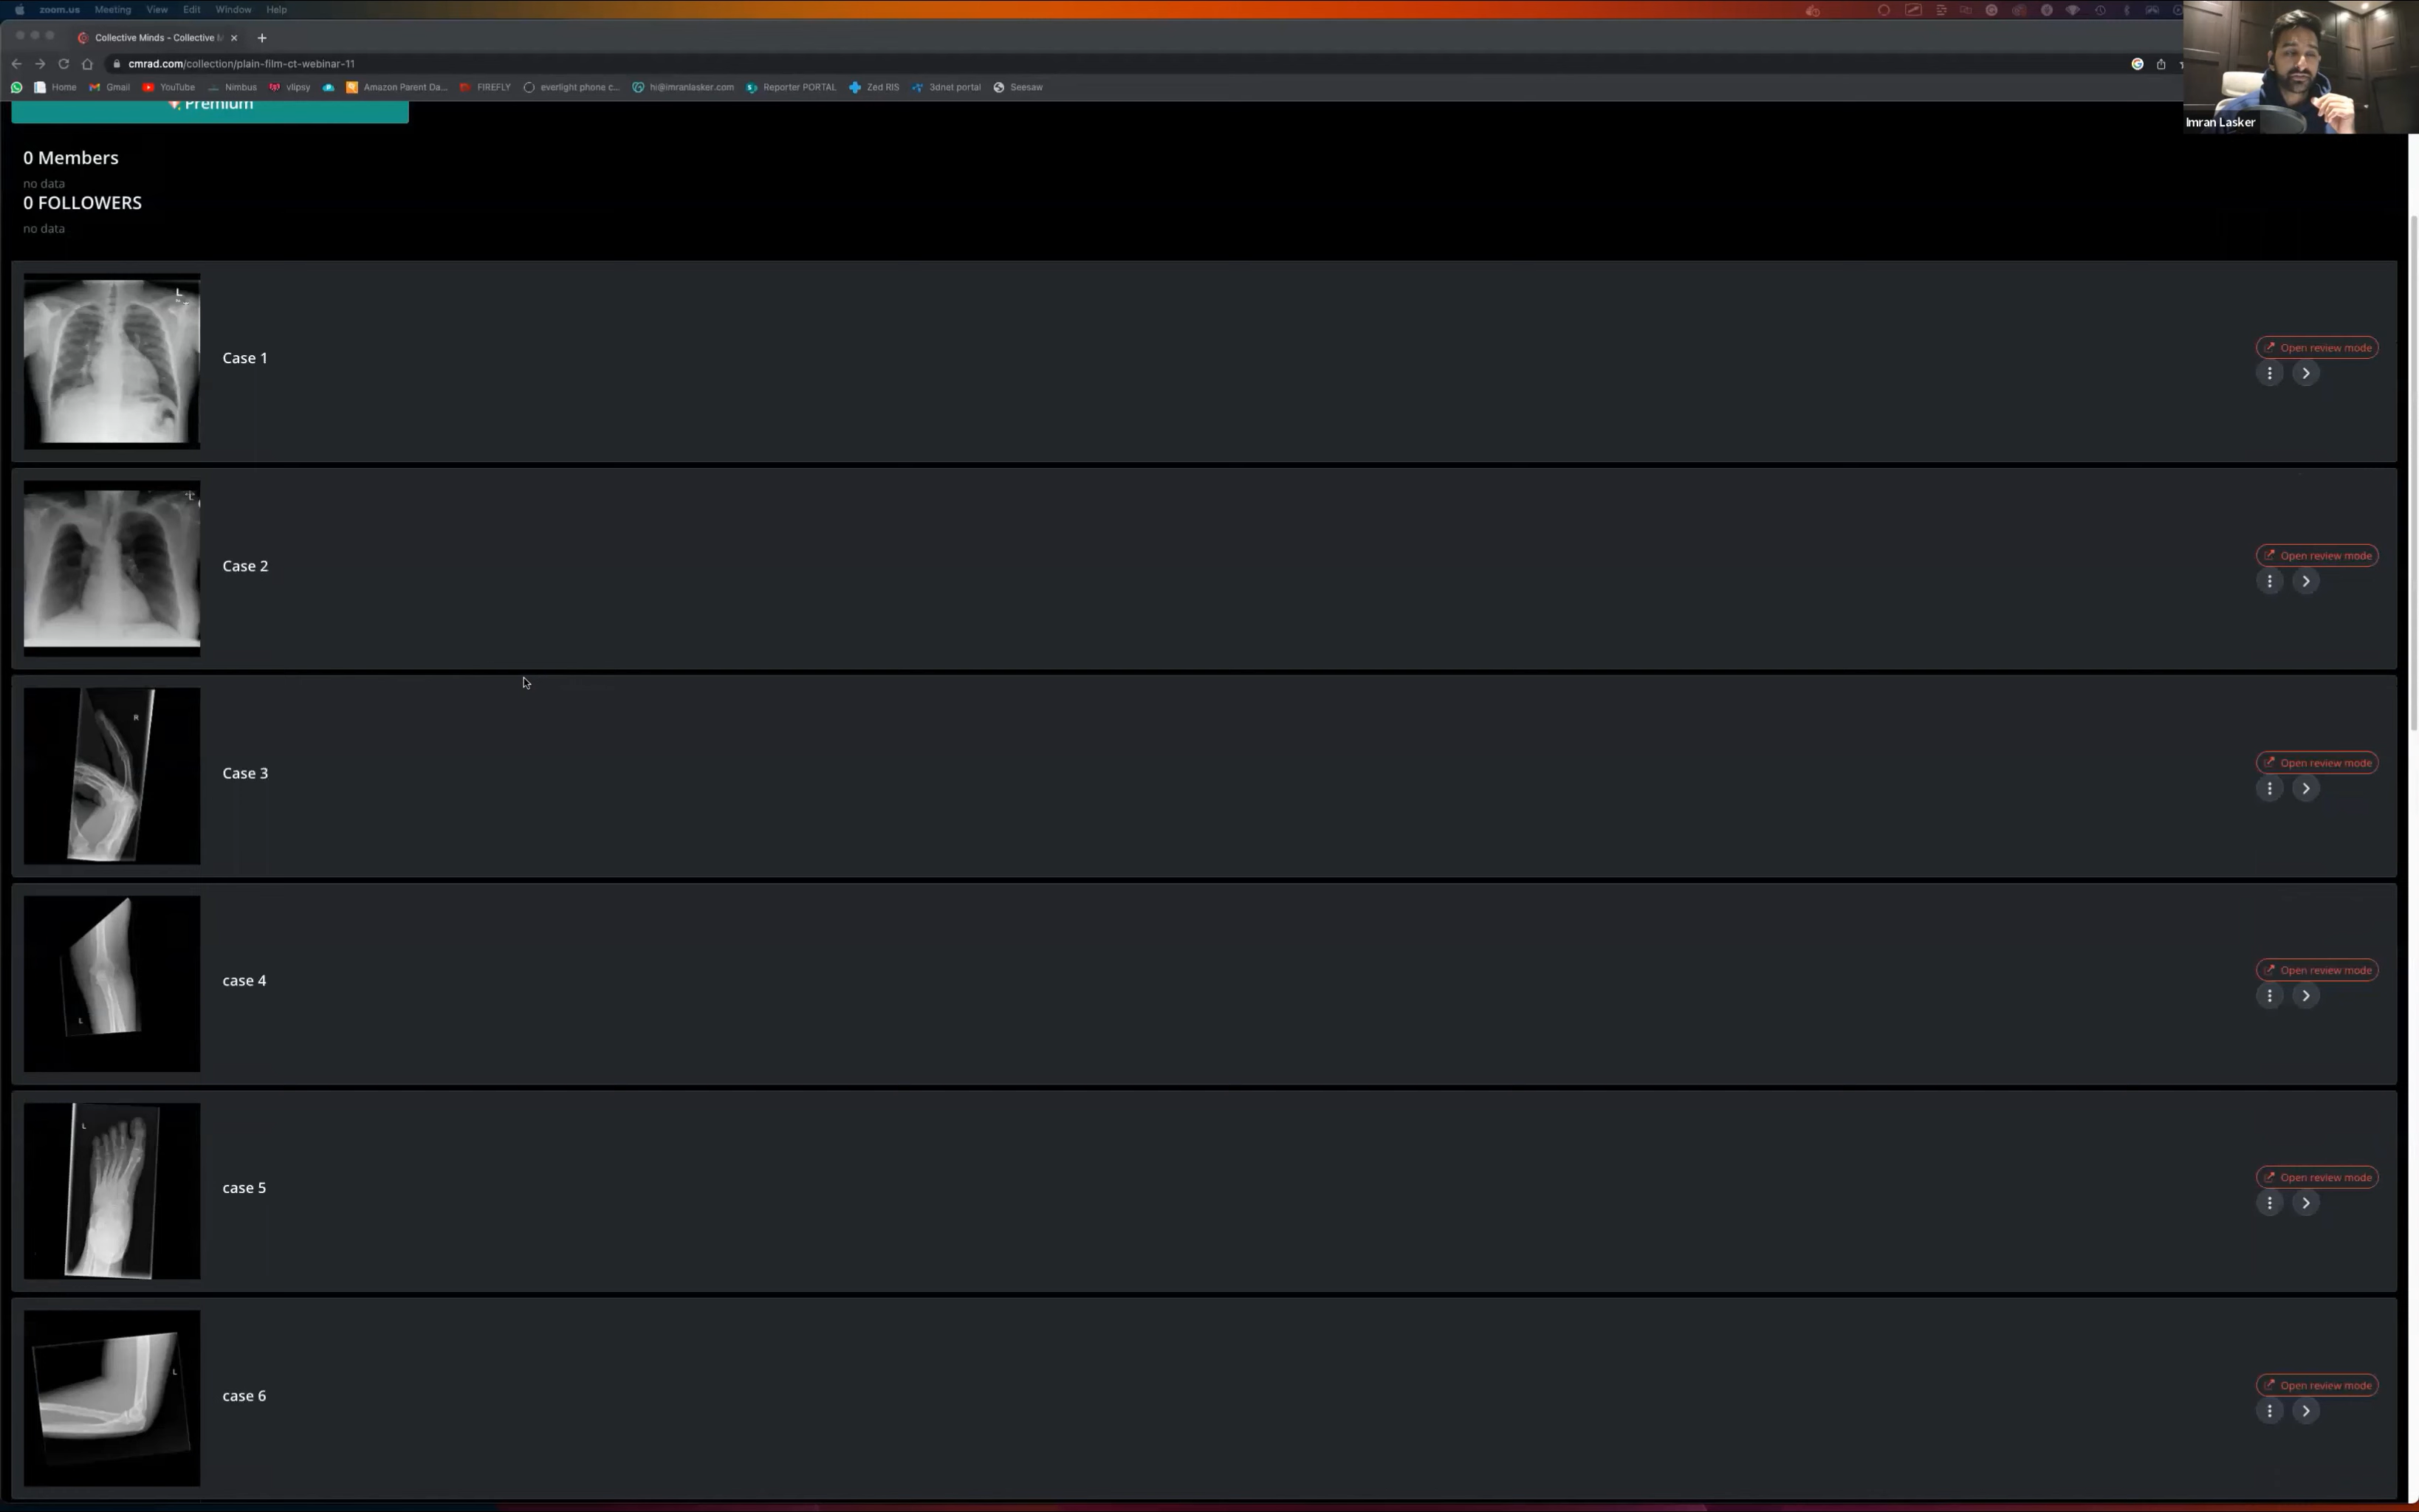 zoom.us Meeting View Edit Window Help
Collective Minds - Collective
cmrad.com/collection/plain-film-ct-webinar-11
Home Gmail YouTube Nimbus vlipsy Amazon Parent Da... FIREFLY everlight phone c... hi@imranlasker.com Reporter PORTAL Zed RIS 3dnet portal Seesaw
Imran Lasker
Premium
0 Members
no data
0 FOLLOWERS
no data
L
Case 1
Open review mode
L
Case 2
Open review mode
R
Case 3
Open review mode
L
case 4
Open review mode
L
case 5
Open review mode
L
case 6
Open review mode